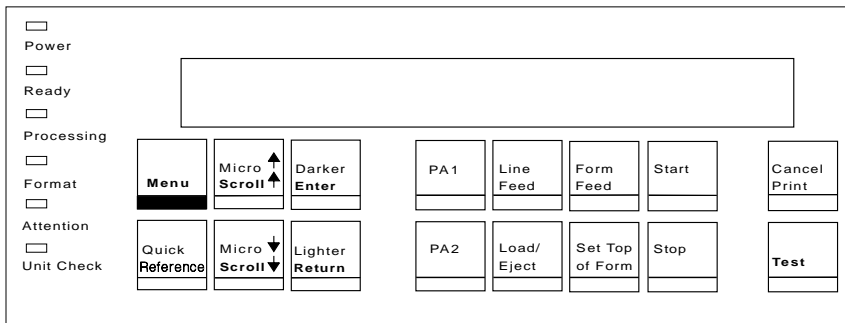 Power
Ready
Processing
Format
Attention
Unit Check
Menu
Micro
Scroll
Darker
Enter
PA1
Line
Feed
Form
Feed
Start
Cancel
Print
Quick
Reference
Micro
Scroll
Lighter
Return
PA2
Load/
Eject
Set Top
of Form
Stop
Test